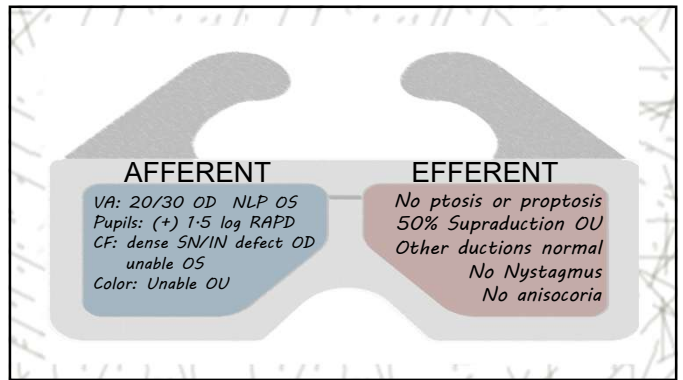 AFFERENT
VA: 20/30 OD NLP OS
Pupils: (+) 1.5 log RAPD
CF: dense SN/IN defect OD
unable OS
Color: Unable OU
EFFERENT
No ptosis or proptosis
50% Supraduction OU
Other ductions normal
No Nystagmus
No anisocoria